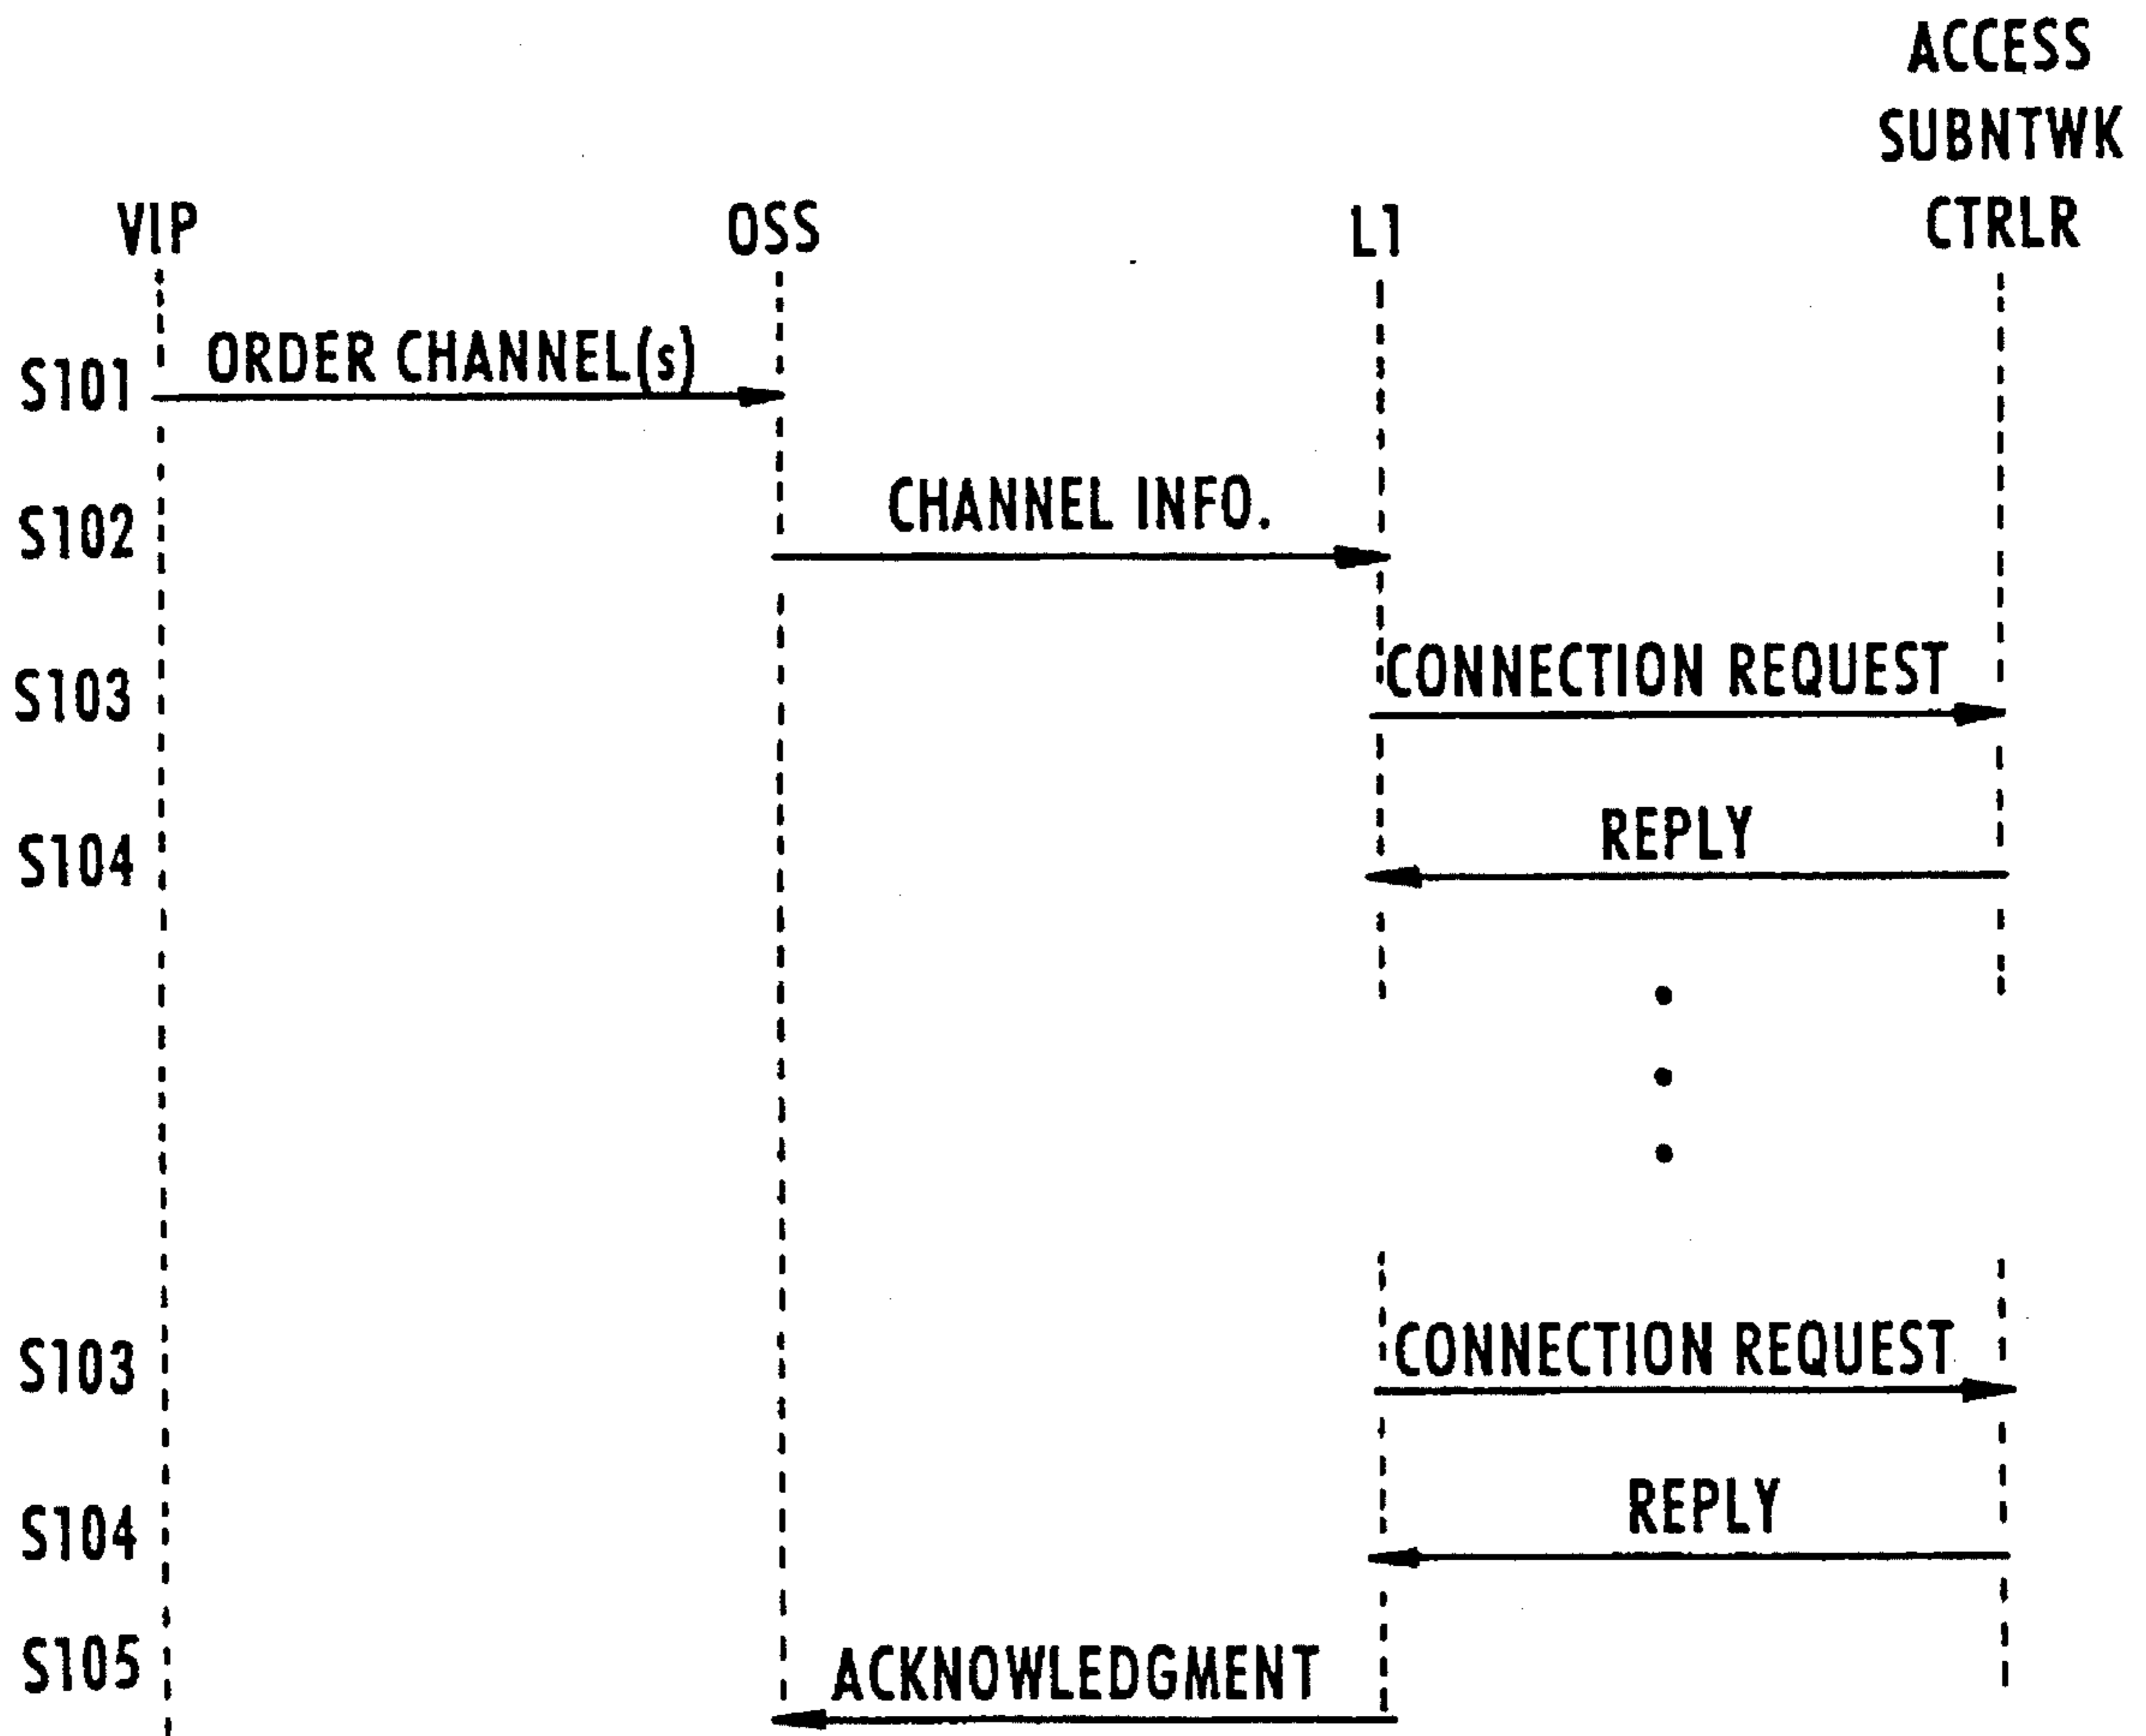 ACCESS
SUBNTWK
CTRLR
VIP OSS L1
S101 ORDER CHANNEL(s)
S102 CHANNEL INFO.
S103 CONNECTION REQUEST
S104 REPLY
S103 CONNECTION REQUEST
S104 REPLY
S105 ACKNOWLEDGMENT